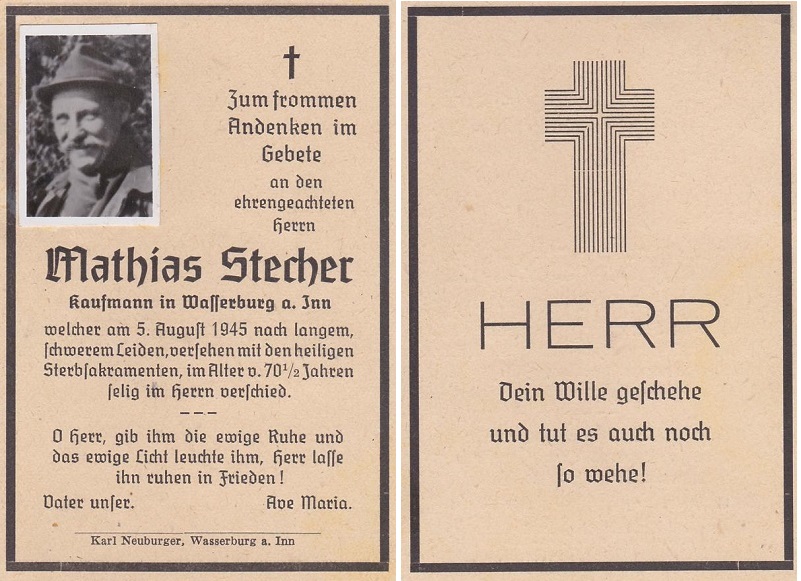 Zum frommen
Andenken im
Gebete
an den
ehrengeachteten
Herrn
Mathias Stecher
Kaufmann in Wasserburg a. Inn
welcher am 5. August 1945 nach langem,
schwerem Leiden, versehen mit den heiligen
Sterbsakramenten, im Alter v. 70½ Jahren
selig im Herrn verschied.
– – –
O Herr, gib ihm die ewige Ruhe und
das ewige Licht leuchte ihm, Herr lasse
ihn ruhen in Frieden!
Vater unser. Ave Maria.
Karl Neuburger, Wasserburg a. Inn
HERR
Dein Wille geschehe
und tut es auch noch
so wehe!